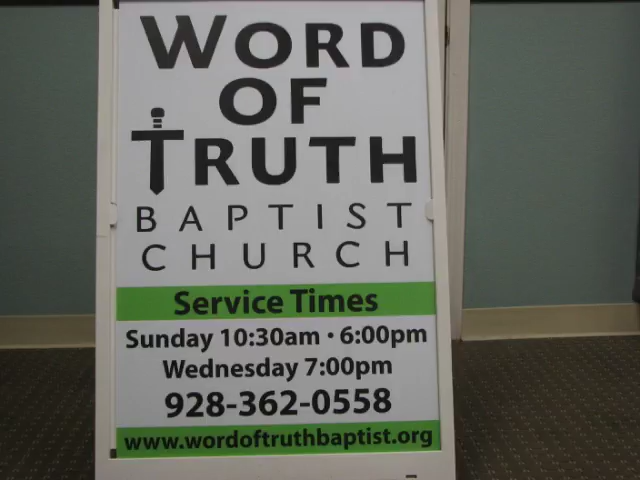 WORD
OF
TRUTH
BAPTIST
CHURCH
Service Times
Sunday 10:30am · 6:00pm
Wednesday 7:00pm
928-362-0558
www.wordoftruthbaptist.org